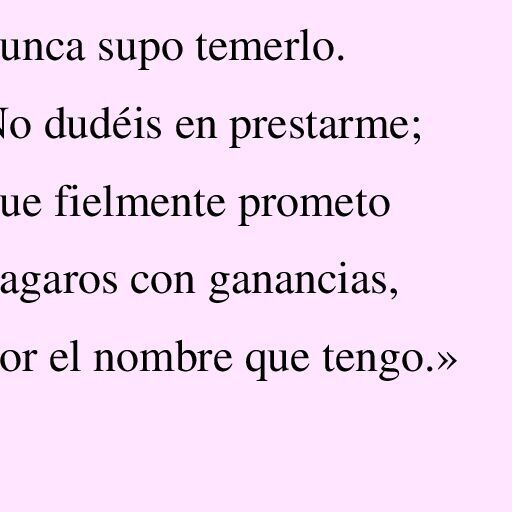 unca supo temerlo.
No dudéis en prestarme;
ue fielmente prometo
agaros con ganancias,
or el nombre que tengo.»